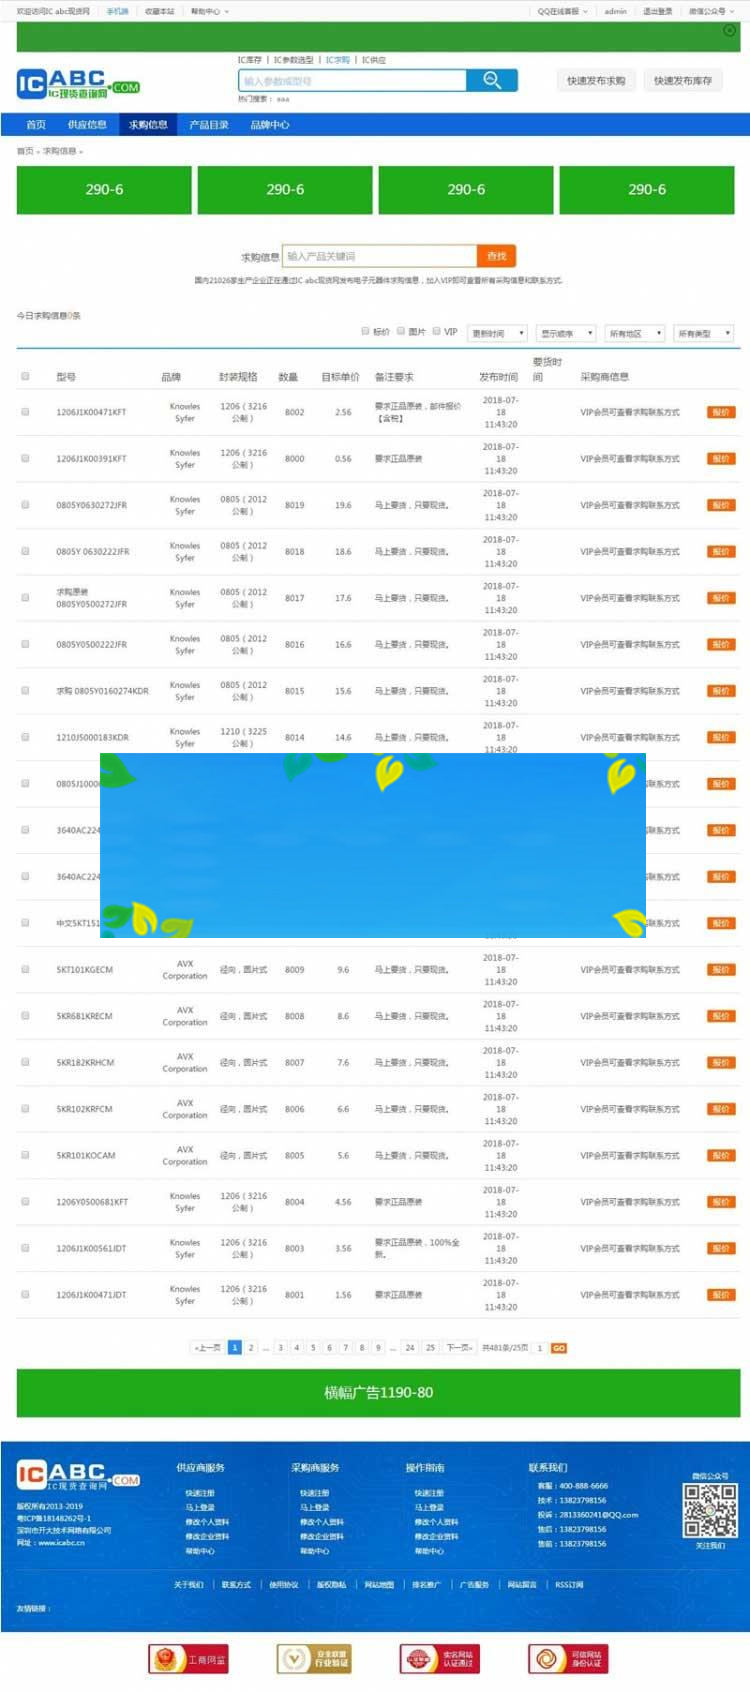 欢迎访问IC abc现货网 手机端 收藏本站 帮助中心 QQ在线客服 admin 退出登录 微信公众号
IC库存 | IC参数选型 | IC求购 | IC供应
ICABC.COM
IC现货查询网
输入参数或型号
快速发布求购 快速发布库存
热门搜索： aaa
首页 供应信息 求购信息 产品目录 品牌中心
首页 » 求购信息 »
290-6 290-6 290-6 290-6
求购信息 输入产品关键词 查找
国内21026家生产企业正在通过IC abc现货网发布电子元器件求购信息，加入VIP即可查看所有采购信息和联系方式。
今日求购信息0条
标价 图片 VIP 更新时间 显示顺序 所有地区 所有类型
型号 品牌 封装规格 数量 目标单价 备注要求 发布时间 要货时间 采购商信息
1206J1K00471KFT Knowles Syfer 1206（3216公制） 8002 2.56 要求正品原装，邮件报价【含税】 2018-07-18 11:43:20 VIP会员可查看求购联系方式 报价
1206J1K00391KFT Knowles Syfer 1206（3216公制） 8000 0.56 要求正品原装 2018-07-18 11:43:20 VIP会员可查看求购联系方式 报价
0805Y0630272JFR Knowles Syfer 0805（2012公制） 8019 19.6 马上要货，只要现货。 2018-07-18 11:43:20 VIP会员可查看求购联系方式 报价
0805Y 0630222JFR Knowles Syfer 0805（2012公制） 8018 18.6 马上要货，只要现货。 2018-07-18 11:43:20 VIP会员可查看求购联系方式 报价
求购原装 0805Y0500272JFR Knowles Syfer 0805（2012公制） 8017 17.6 马上要货，只要现货。 2018-07-18 11:43:20 VIP会员可查看求购联系方式 报价
0805Y0500222JFR Knowles Syfer 0805（2012公制） 8016 16.6 马上要货，只要现货。 2018-07-18 11:43:20 VIP会员可查看求购联系方式 报价
求购 0805Y0160274KDR Knowles Syfer 0805（2012公制） 8015 15.6 马上要货，只要现货。 2018-07-18 11:43:20 VIP会员可查看求购联系方式 报价
1210J5000183KDR Knowles Syfer 1210（3225公制） 8014 14.6 马上要货，只要现货。 2018-07-18 11:43:20 VIP会员可查看求购联系方式 报价
0805J1000 联系方式 报价
3640AC224 联系方式 报价
3640AC224 联系方式 报价
中文5KT151 联系方式 报价
5KT101KGECM AVX Corporation 径向，圆片式 8009 9.6 马上要货，只要现货。 2018-07-18 11:43:20 VIP会员可查看求购联系方式 报价
5KR681KRECM AVX Corporation 径向，圆片式 8008 8.6 马上要货，只要现货。 2018-07-18 11:43:20 VIP会员可查看求购联系方式 报价
5KR182KRHCM AVX Corporation 径向，圆片式 8007 7.6 马上要货，只要现货。 2018-07-18 11:43:20 VIP会员可查看求购联系方式 报价
5KR102KRFCM AVX Corporation 径向，圆片式 8006 6.6 马上要货，只要现货。 2018-07-18 11:43:20 VIP会员可查看求购联系方式 报价
5KR101KOCAM AVX Corporation 径向，圆片式 8005 5.6 马上要货，只要现货。 2018-07-18 11:43:20 VIP会员可查看求购联系方式 报价
1206Y0500681KFT Knowles Syfer 1206（3216公制） 8004 4.56 要求正品原装 2018-07-18 11:43:20 VIP会员可查看求购联系方式 报价
1206J1K00561JDT Knowles Syfer 1206（3216公制） 8003 3.56 要求正品原装，100%全新。 2018-07-18 11:43:20 VIP会员可查看求购联系方式 报价
1206J1K00471JDT Knowles Syfer 1206（3216公制） 8001 1.56 要求正品原装 2018-07-18 11:43:20 VIP会员可查看求购联系方式 报价
«上一页 1 2 ... 3 4 5 6 7 8 9 ... 24 25 下一页» 共481条/25页 1 GO
横幅广告1190-80
ICABC.COM
IC现货查询网
版权所有2013-2019
粤ICP备18148262号-1
深圳市开大技术网络有限公司
网址：www.icabc.cn
供应商服务
快速注册
马上登录
修改个人资料
修改企业资料
帮助中心
采购商服务
快速注册
马上登录
修改个人资料
修改企业资料
帮助中心
操作指南
快速注册
马上登录
修改个人资料
修改企业资料
帮助中心
联系我们
客服：400-888-6666
技术：13823798156
投诉：2813360241@QQ.com
售后：13823798156
售前：13823798156
微信公众号
关注我们
关于我们 | 联系方式 | 使用协议 | 版权隐私 | 网站地图 | 排名推广 | 广告服务 | 网站留言 | RSS订阅
友情链接：
工商网监
安全联盟 行业验证
实名网站 认证通过
可信网站 身份认证